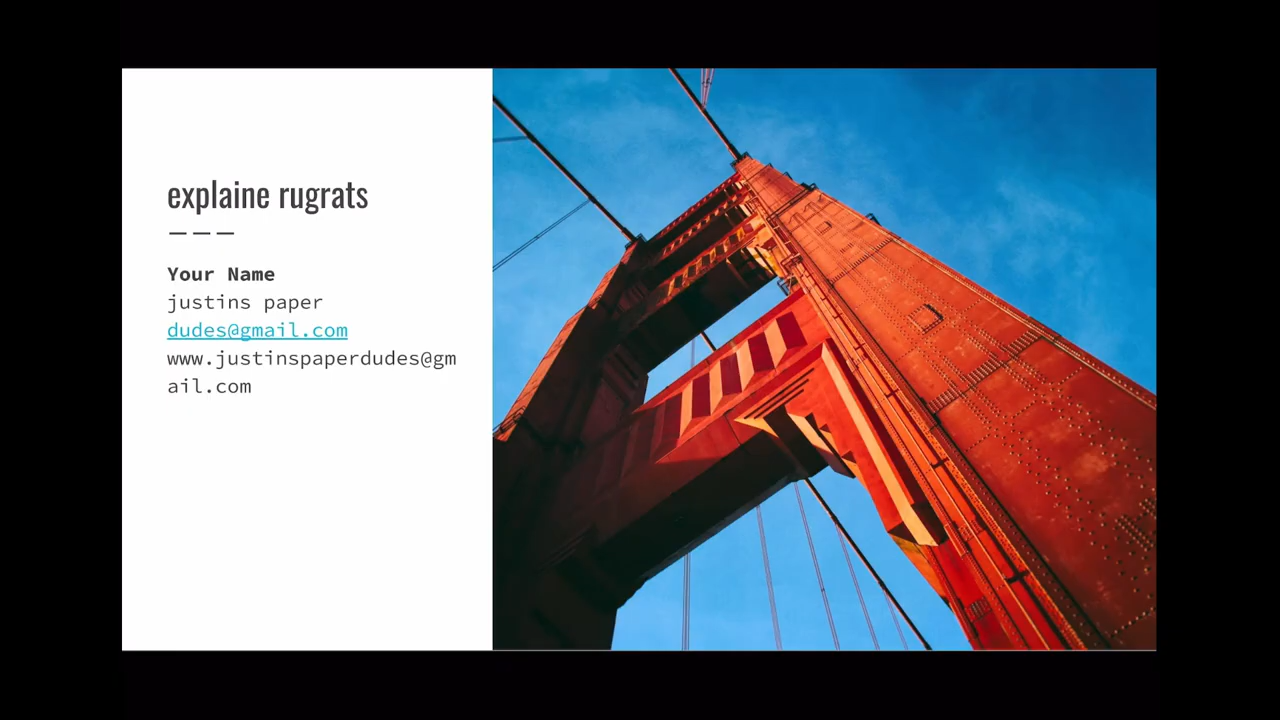 explaine rugrats
Your Name
justins paper
dudes@gmail.com
www.justinspaperdudes@gm
ail.com